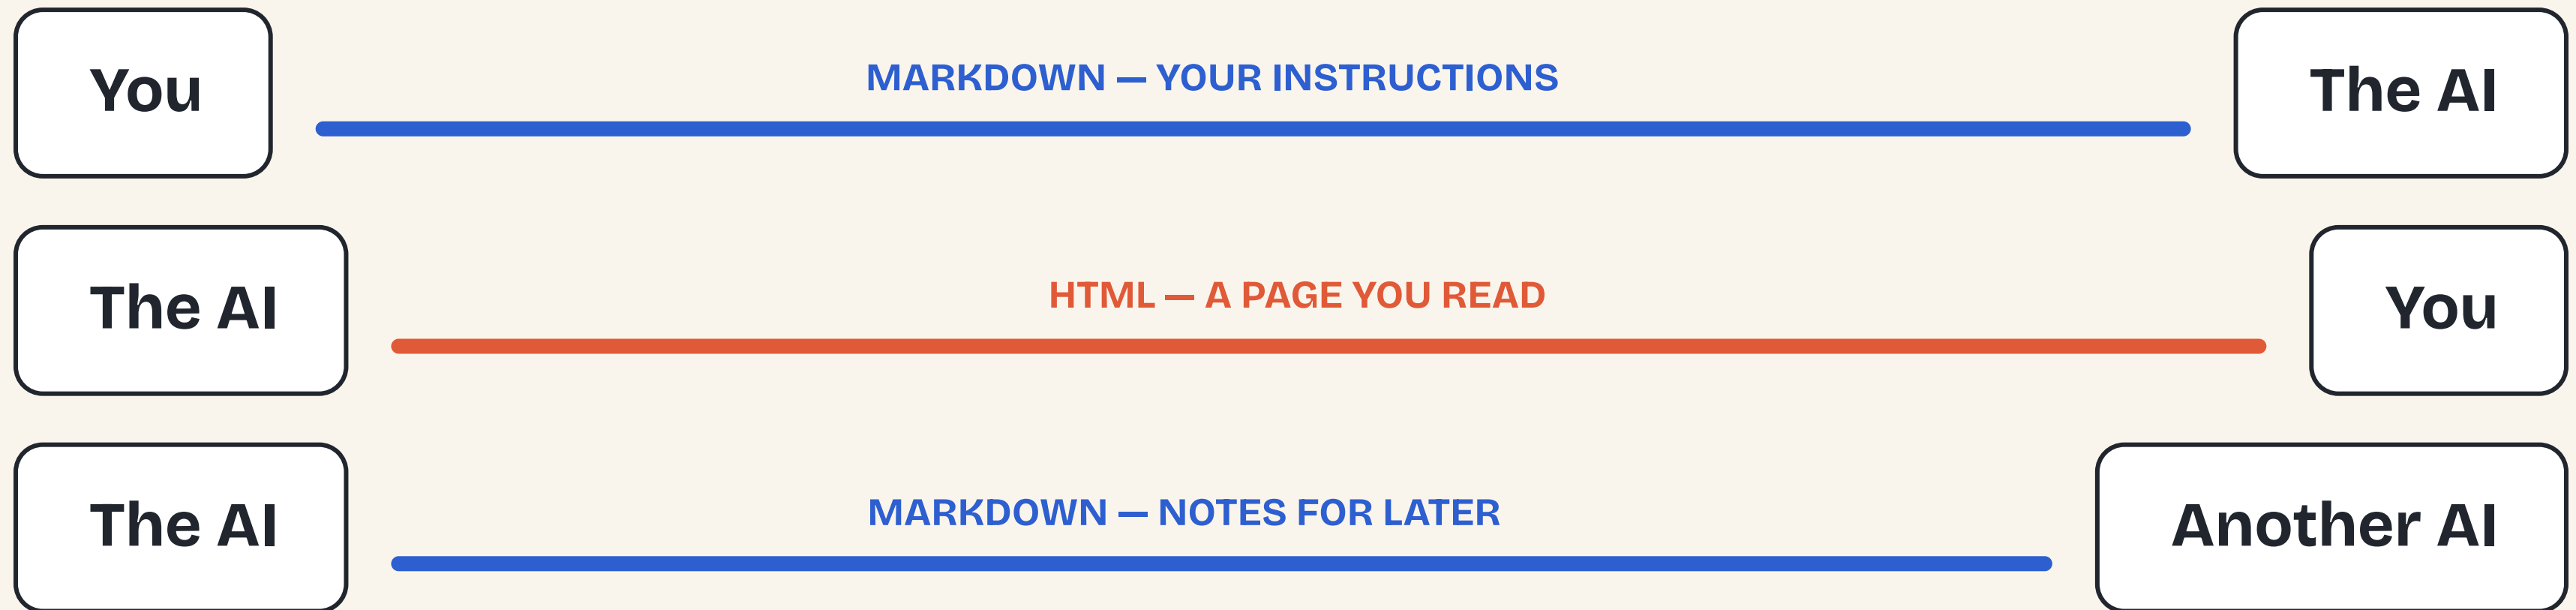 You
MARKDOWN — YOUR INSTRUCTIONS
The AI
The AI
HTML — A PAGE YOU READ
You
The AI
MARKDOWN — NOTES FOR LATER
Another AI